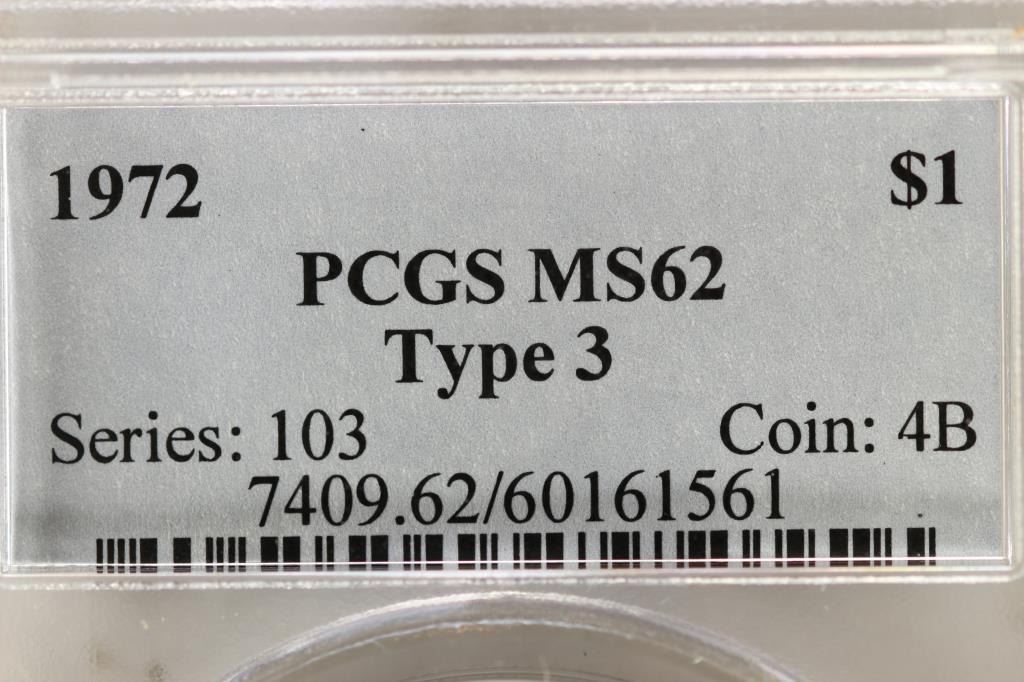 1972 $1
PCGS MS62
Type 3
Series: 103 Coin: 4B
7409.62/60161561